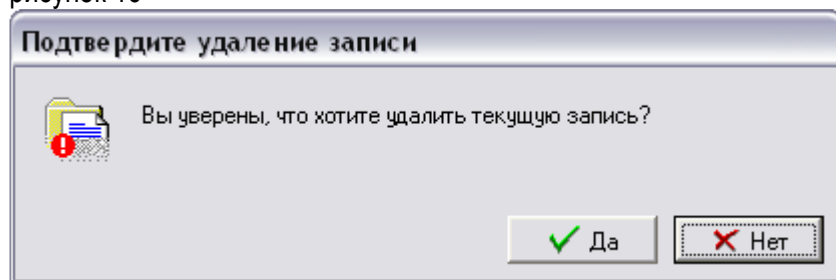 Подтвердите удаление записи
Вы уверены, что хотите удалить текущую запись?
Да
Нет